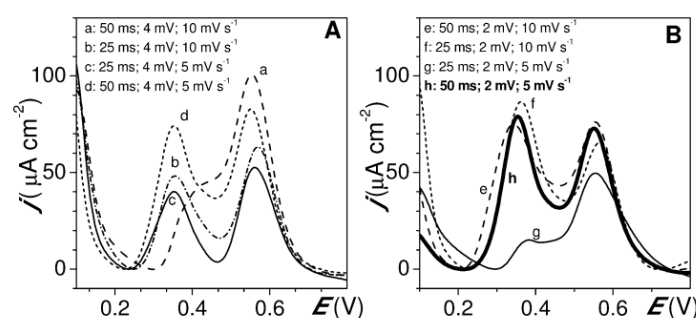 a: 50 ms; 4 mV; 10 mV s⁻¹
b: 25 ms; 4 mV; 10 mV s⁻¹
c: 25 ms; 4 mV; 5 mV s⁻¹
d: 50 ms; 4 mV; 5 mV s⁻¹
A
a
d
b
c
100
50
0
j (μA cm⁻²)
0.2
0.4
0.6
E (V)
e: 50 ms; 2 mV; 10 mV s⁻¹
f: 25 ms; 2 mV; 10 mV s⁻¹
g: 25 ms; 2 mV; 5 mV s⁻¹
h: 50 ms; 2 mV; 5 mV s⁻¹
B
f
e
h
g
100
50
0
j (μA cm⁻²)
0.2
0.4
0.6
E (V)